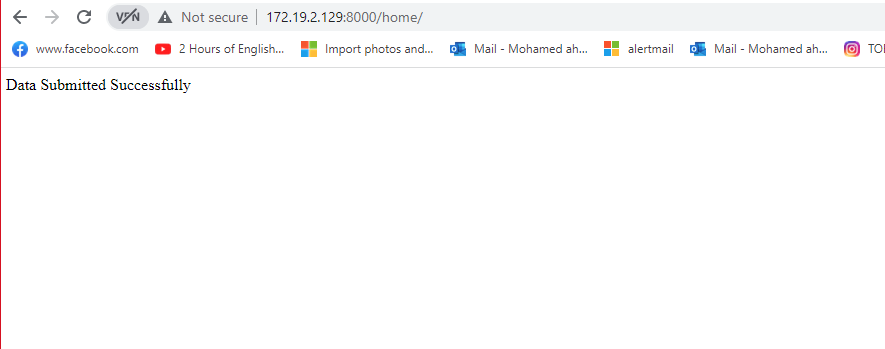 VPN Not secure 172.19.2.129:8000/home/
www.facebook.com 2 Hours of English... Import photos and... Mail - Mohamed ah... alertmail Mail - Mohamed ah... TO
Data Submitted Successfully